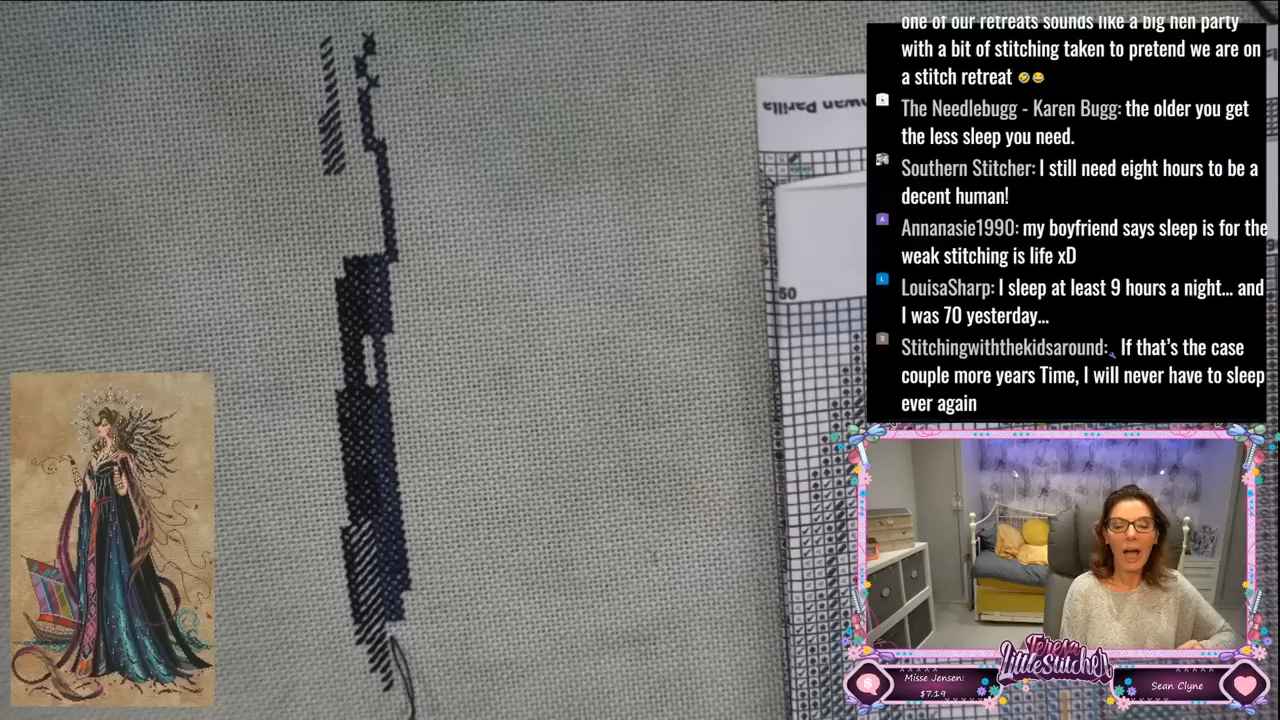 one of our retreats sounds like a big hen party
with a bit of stitching taken to pretend we are on
a stitch retreat 🤣😂
The Needlebugg - Karen Bugg: the older you get
the less sleep you need.
Southern Stitcher: I still need eight hours to be a
decent human!
Annanasie1990: my boyfriend says sleep is for the
weak stitching is life xD
LouisaSharp: I sleep at least 9 hours a night... and
I was 70 yesterday...
Stitchingwiththekidsaround: If that's the case
couple more years Time, I will never have to sleep
ever again
50
Teresa
LittleStitcher
Misse Jensen:
$7.19
Sean Clyne